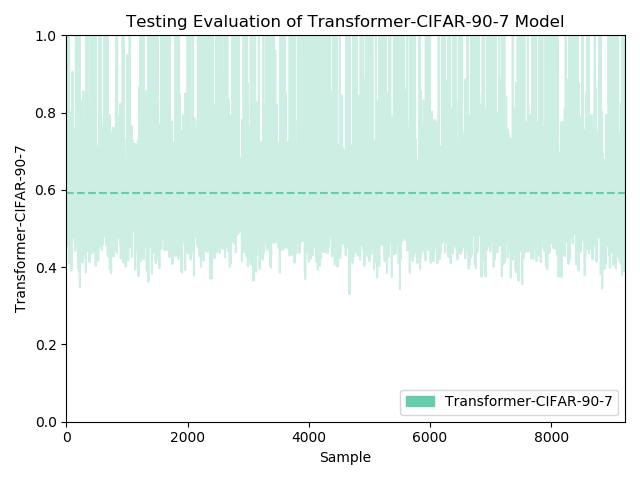 Testing Evaluation of Transformer-CIFAR-90-7 Model
1.0
0.8
0.6
0.4
0.2
0.0
Transformer-CIFAR-90-7
Transformer-CIFAR-90-7
0
2000
4000
6000
8000
Sample